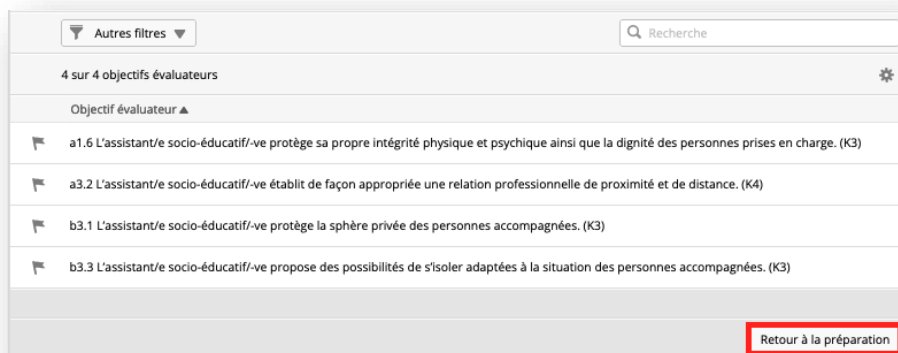 Autres filtres
Recherche
4 sur 4 objectifs évaluateurs
Objectif évaluateur
a1.6 L'assistant/e socio-éducatif/-ve protège sa propre intégrité physique et psychique ainsi que la dignité des personnes prises en charge. (K3)
a3.2 L'assistant/e socio-éducatif/-ve établit de façon appropriée une relation professionnelle de proximité et de distance. (K4)
b3.1 L'assistant/e socio-éducatif/-ve protège la sphère privée des personnes accompagnées. (K3)
b3.3 L'assistant/e socio-éducatif/-ve propose des possibilités de s'isoler adaptées à la situation des personnes accompagnées. (K3)
Retour à la préparation